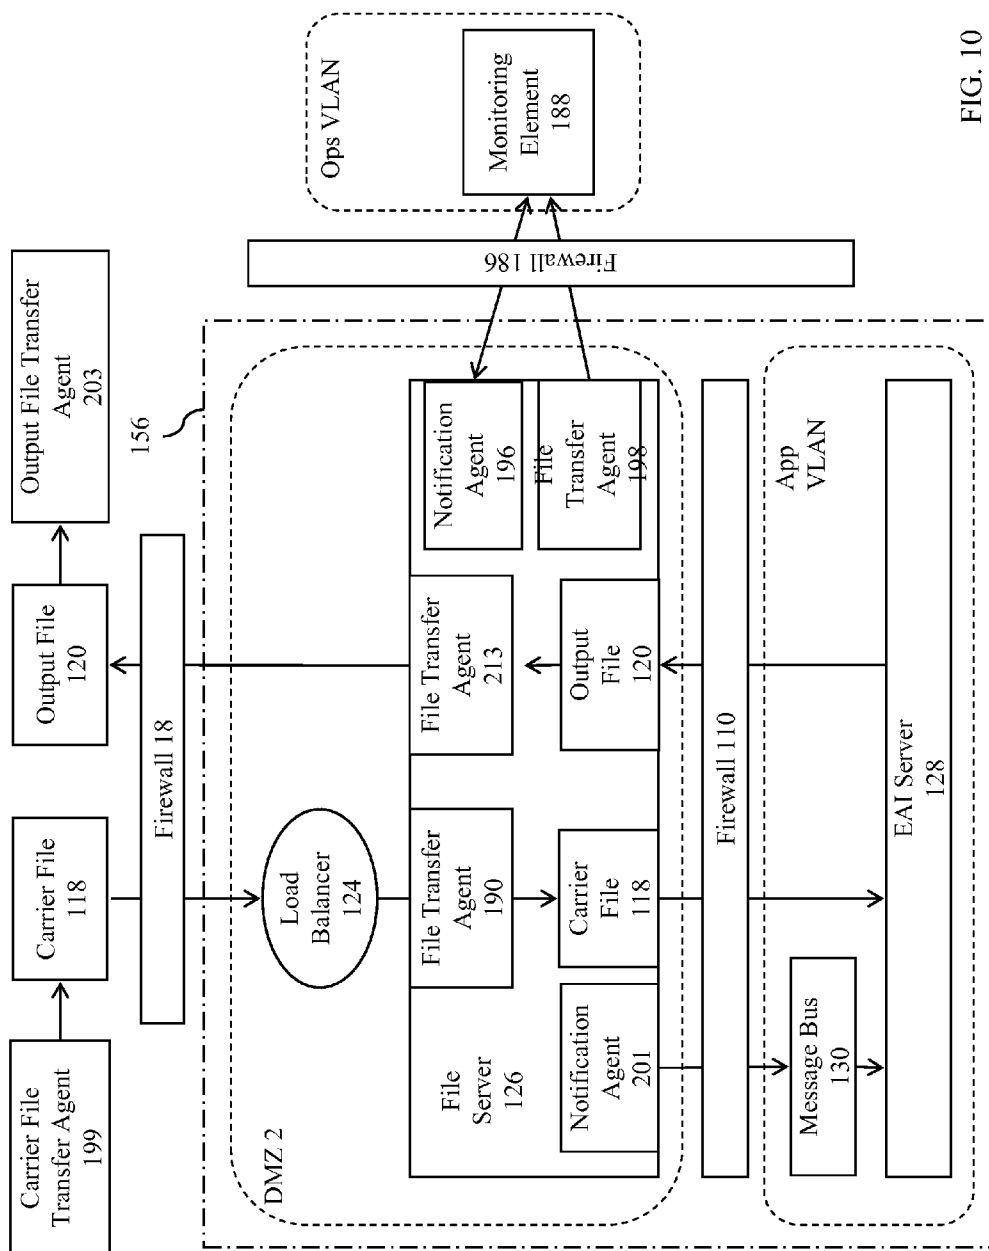 Carrier File
Transfer Agent
199
Carrier File
118
Output File
120
Output File Transfer
Agent
203
Firewall 18
156
DMZ 2
Load
Balancer
124
File
Server
126
File Transfer
Agent
190
File Transfer
Agent
213
Notification
Agent
196
Notification
Agent
201
Carrier
File
118
Output
File
120
File
Transfer
Agent
198
Firewall 186
Ops VLAN
Monitoring
Element
188
Firewall 110
App
VLAN
Message Bus
130
EAI Server
128
FIG. 10